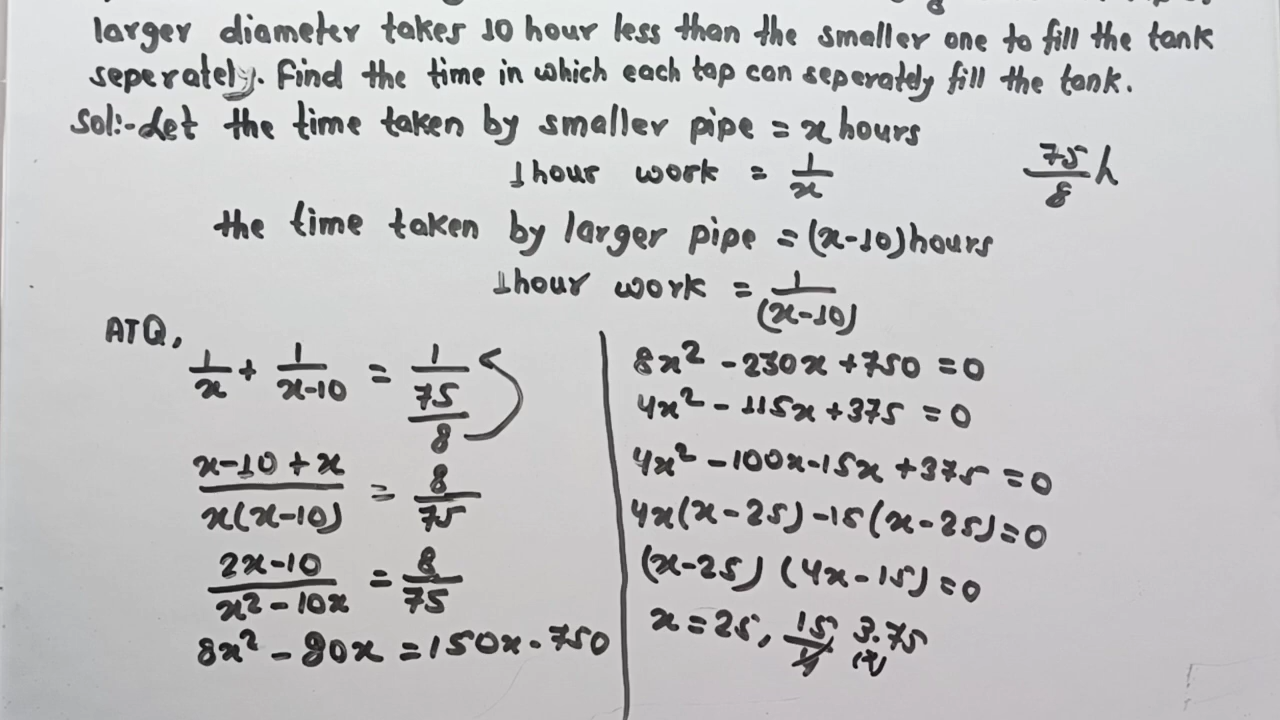 larger diameter takes 10 hour less than the smaller one to fill the tank
seperately. Find the time in which each tap can seperately fill the tank.
Sol:- Let the time taken by smaller pipe = x hours
1 hour work = 1/x
75/8 h
the time taken by larger pipe = (x-10) hours
1 hour work = 1/(x-10)
ATQ,
1/x + 1/x-10 = 1/75/8
x-10+x/x(x-10) = 8/75
2x-10/x²-10x = 8/75
8x² - 80x = 150x - 750
8x² - 230x + 750 = 0
4x² - 115x + 375 = 0
4x² - 100x - 15x + 375 = 0
4x(x-25) - 15(x-25) = 0
(x-25) (4x-15) = 0
x = 25, 15/4 3.75